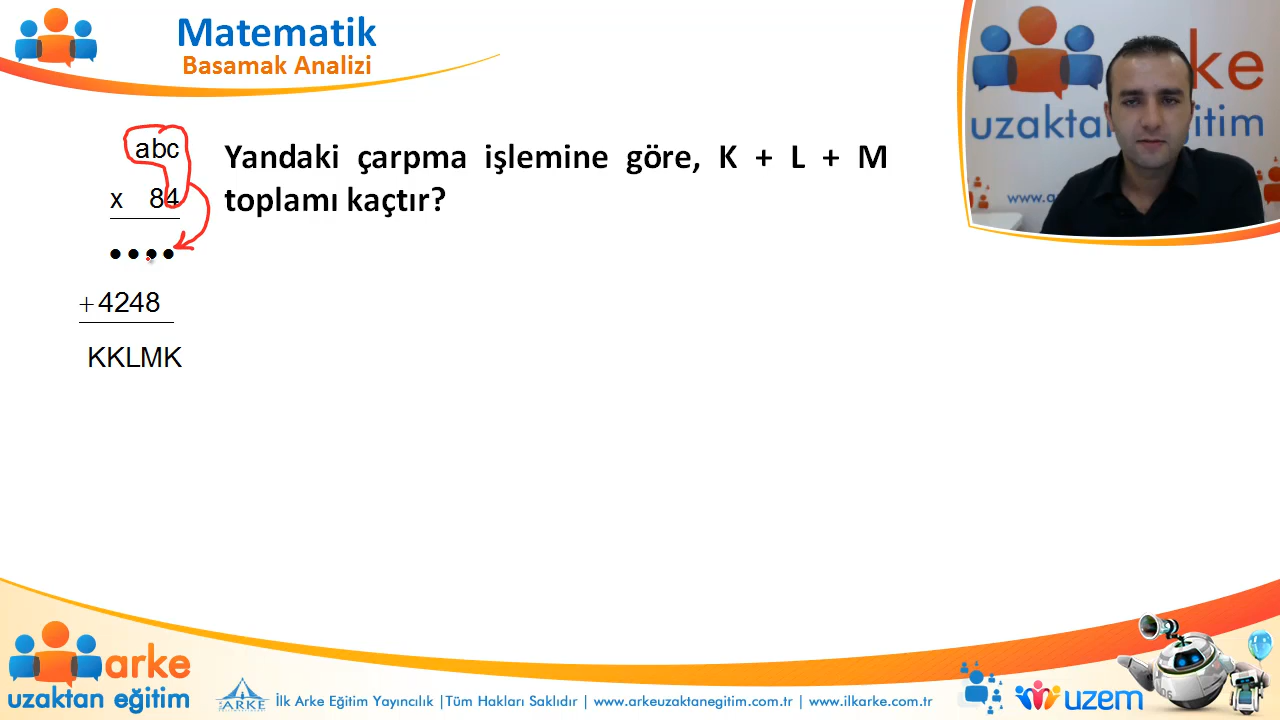 Matematik
Basamak Analizi
arke
uzaktan eğitim
www.a
abc
x 84
••••
+4248
KKLMK
Yandaki çarpma işlemine göre, K + L + M
toplamı kaçtır?
arke
uzaktan eğitim
ARKE
İlk Arke Eğitim Yayıncılık |Tüm Hakları Saklıdır | www.arkeuzaktanegitim.com.tr | www.ilkarke.com.tr
uzem